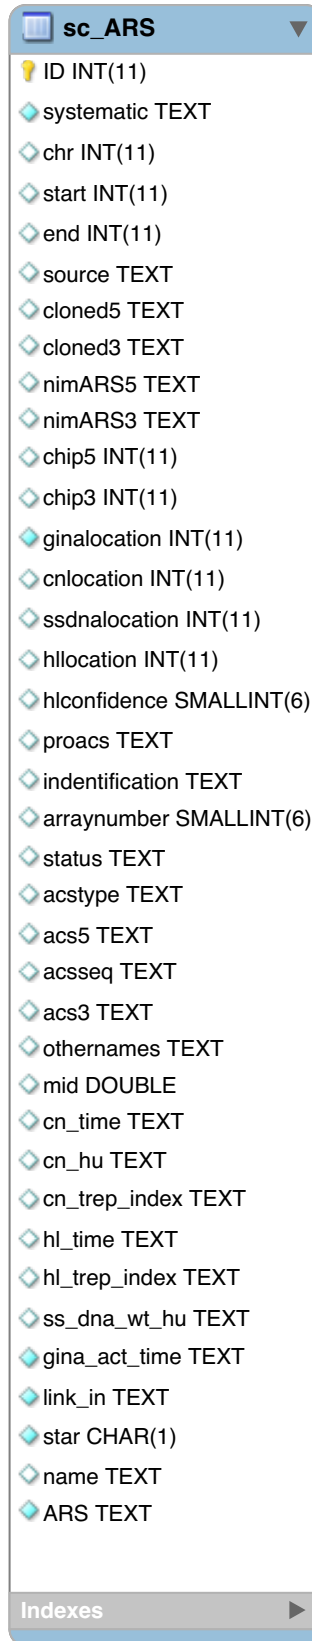 sc_ARS
ID INT(11)
systematic TEXT
chr INT(11)
start INT(11)
end INT(11)
source TEXT
cloned5 TEXT
cloned3 TEXT
nimARS5 TEXT
nimARS3 TEXT
chip5 INT(11)
chip3 INT(11)
ginalocation INT(11)
cnlocation INT(11)
ssdnalocation INT(11)
hllocation INT(11)
hlconfidence SMALLINT(6)
proacs TEXT
indentification TEXT
arraynumber SMALLINT(6)
status TEXT
acstype TEXT
acs5 TEXT
acsseq TEXT
acs3 TEXT
othernames TEXT
mid DOUBLE
cn_time TEXT
cn_hu TEXT
cn_trep_index TEXT
hl_time TEXT
hl_trep_index TEXT
ss_dna_wt_hu TEXT
gina_act_time TEXT
link_in TEXT
star CHAR(1)
name TEXT
ARS TEXT
Indexes